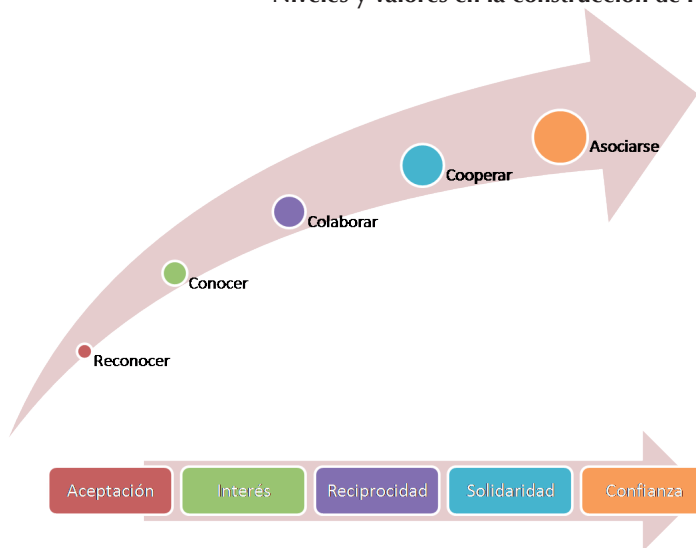 Niveles y valores en la construcción de
Asociarse
Cooperar
Colaborar
Conocer
Reconocer
Aceptación Interés Reciprocidad Solidaridad Confianza